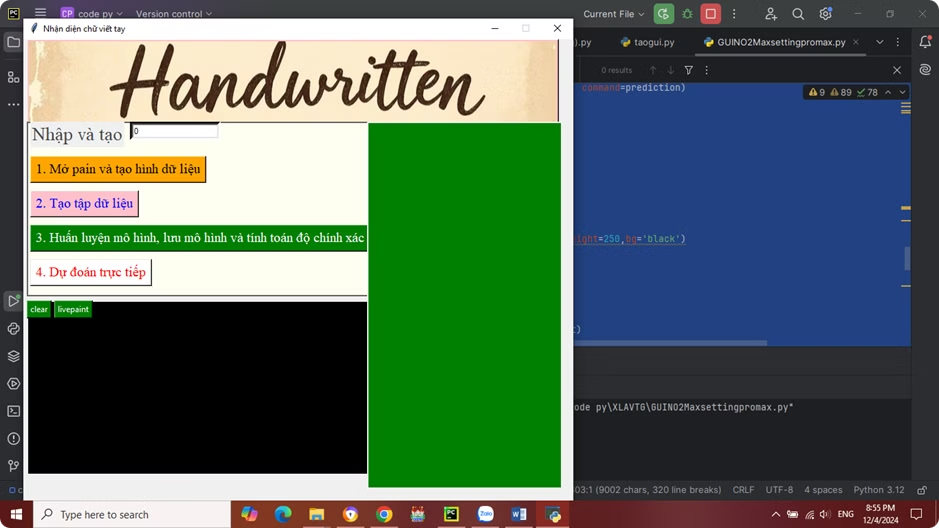 CP code py
Version control
Current File
Nhận diện chữ viết tay
).py
taogui.py
GUINO2Maxsettingpromax.py
Handwritten
0 results
command=prediction)
9 89 78
Nhập và tạo
0
1. Mở pain và tạo hình dữ liệu
2. Tạo tập dữ liệu
3. Huấn luyện mô hình, lưu mô hình và tính toán độ chính xác
ight=250,bg='black')
4. Dự đoán trực tiếp
clear
livepaint
t)
ode py\XLAVTG\GUINO2Maxsettingpromax.py"
c
03:1 (9002 chars, 320 line breaks)
CRLF
UTF-8
4 spaces
Python 3.12
Type here to search
Zalo
ENG
8:55 PM
12/4/2024